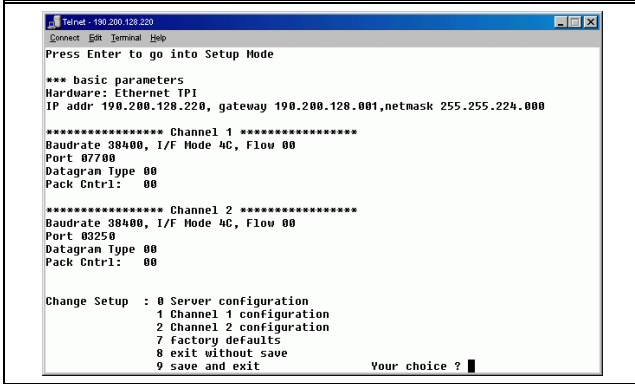 Telnet - 190.200.128.220
Connect Edit Terminal Help
Press Enter to go into Setup Mode
*** basic parameters
Hardware: Ethernet TPI
IP addr 190.200.128.220, gateway 190.200.128.001,netmask 255.255.224.000
***************** Channel 1 *****************
Baudrate 38400, I/F Mode 4C, Flow 00
Port 07700
Datagram Type 00
Pack Cntrl:   00
***************** Channel 2 *****************
Baudrate 38400, I/F Mode 4C, Flow 00
Port 03250
Datagram Type 00
Pack Cntrl:   00
Change Setup  : 0 Server configuration
1 Channel 1 configuration
2 Channel 2 configuration
7 factory defaults
8 exit without save
9 save and exit            Your choice ?